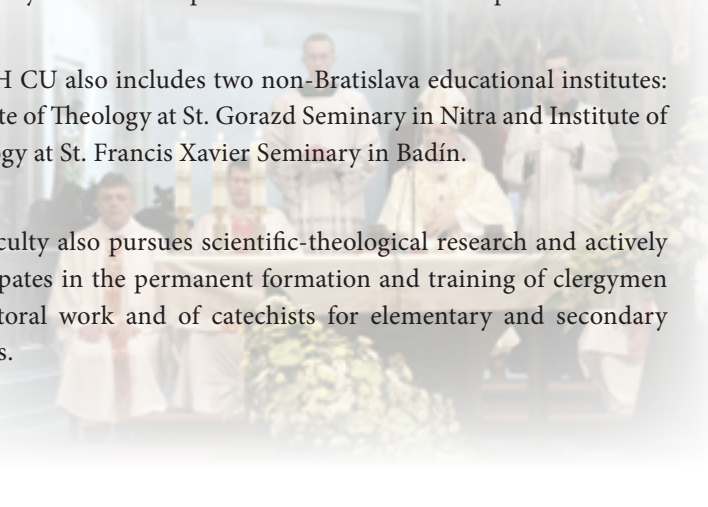 H CU also includes two non-Bratislava educational institutes:
te of Theology at St. Gorazd Seminary in Nitra and Institute of
gy at St. Francis Xavier Seminary in Badín.
culty also pursues scientific-theological research and actively
pates in the permanent formation and training of clergymen
toral work and of catechists for elementary and secondary
s.